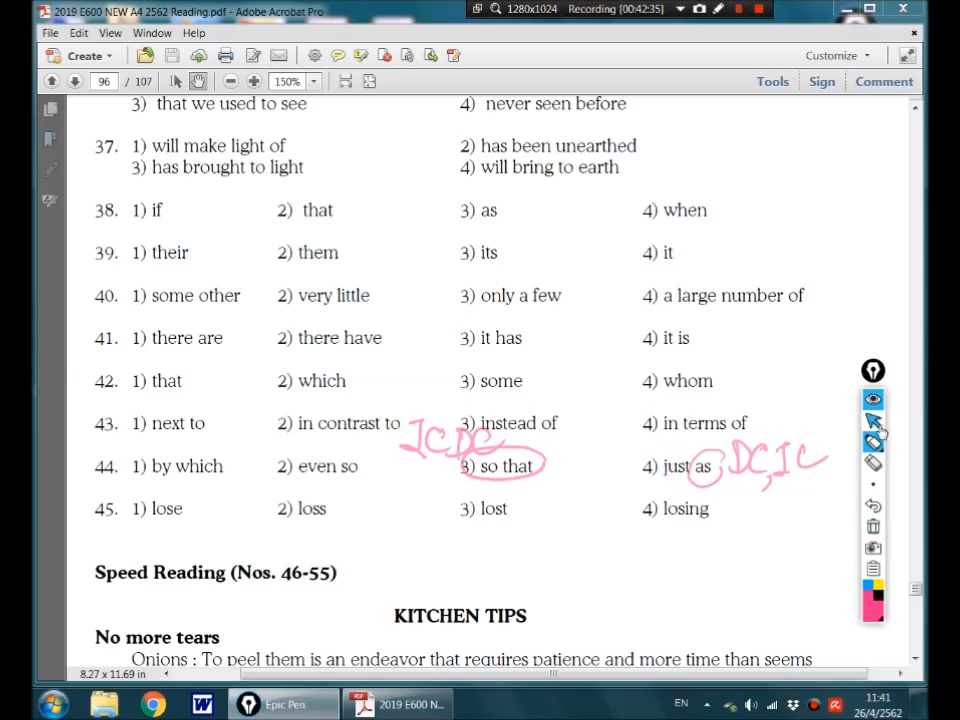 2019 E600 NEW A4 2562 Reading.pdf - Adobe Acrobat Pro
1280x1024 Recording [00:42:35]
File Edit View Window Help
Create Customize
96 / 107 150% Tools Sign Comment
3) that we used to see 4) never seen before
37. 1) will make light of 2) has been unearthed
3) has brought to light 4) will bring to earth
38. 1) if 2) that 3) as 4) when
39. 1) their 2) them 3) its 4) it
40. 1) some other 2) very little 3) only a few 4) a large number of
41. 1) there are 2) there have 3) it has 4) it is
42. 1) that 2) which 3) some 4) whom
43. 1) next to 2) in contrast to 3) instead of 4) in terms of
IC DC
44. 1) by which 2) even so 3) so that 4) just as DC, IC
45. 1) lose 2) loss 3) lost 4) losing
Speed Reading (Nos. 46-55)
KITCHEN TIPS
No more tears
Onions : To peel them is an endeavor that requires patience and more time than seems
8.27 x 11.69 in
Epic Pen 2019 E600 N... EN 11:41
26/4/2562